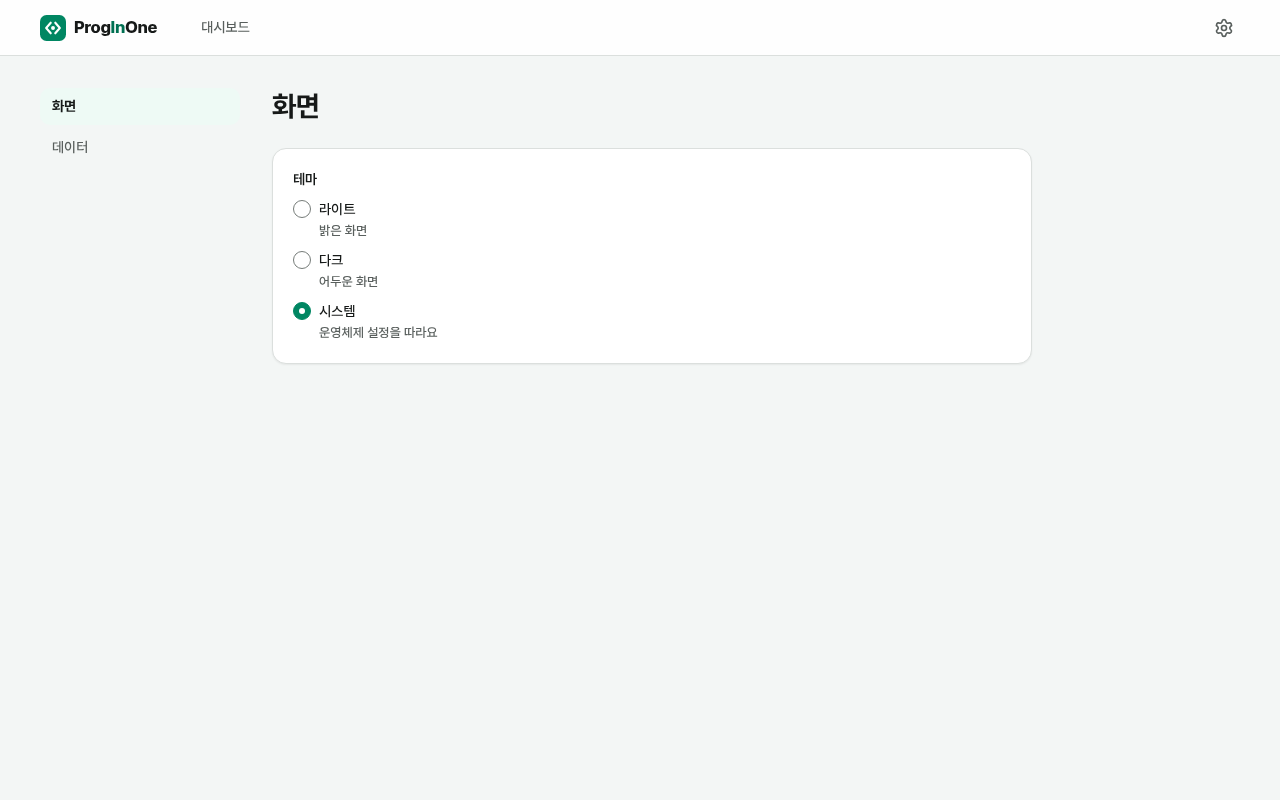 ProgInOne
대시보드
화면
데이터
화면
테마
라이트
밝은 화면
다크
어두운 화면
시스템
운영체제 설정을 따라요